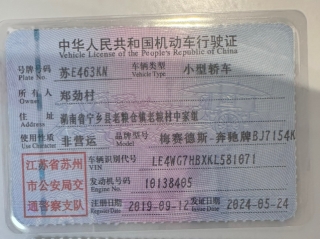 中华人民共和国机动车行驶证
Vehicle License of the People's Republic of China
号牌号码 苏E463KN 车辆类型 小型轿车
Plate No. Vehicle Type
所有人 郑劲村
Owner
住址 湖南省宁乡县老粮仓镇老粮村中家组
Address
使用性质 非营运 品牌型号 梅赛德斯-奔驰牌BJ7154K
Use Character Model
江苏省苏州市公安局交通警察支队
车辆识别代号 LE4WG7HBXKL581071
VIN
发动机号码 10138405
Engine No.
注册日期 2019-09-12 发证日期 2024-05-24
Register Date Issue Date